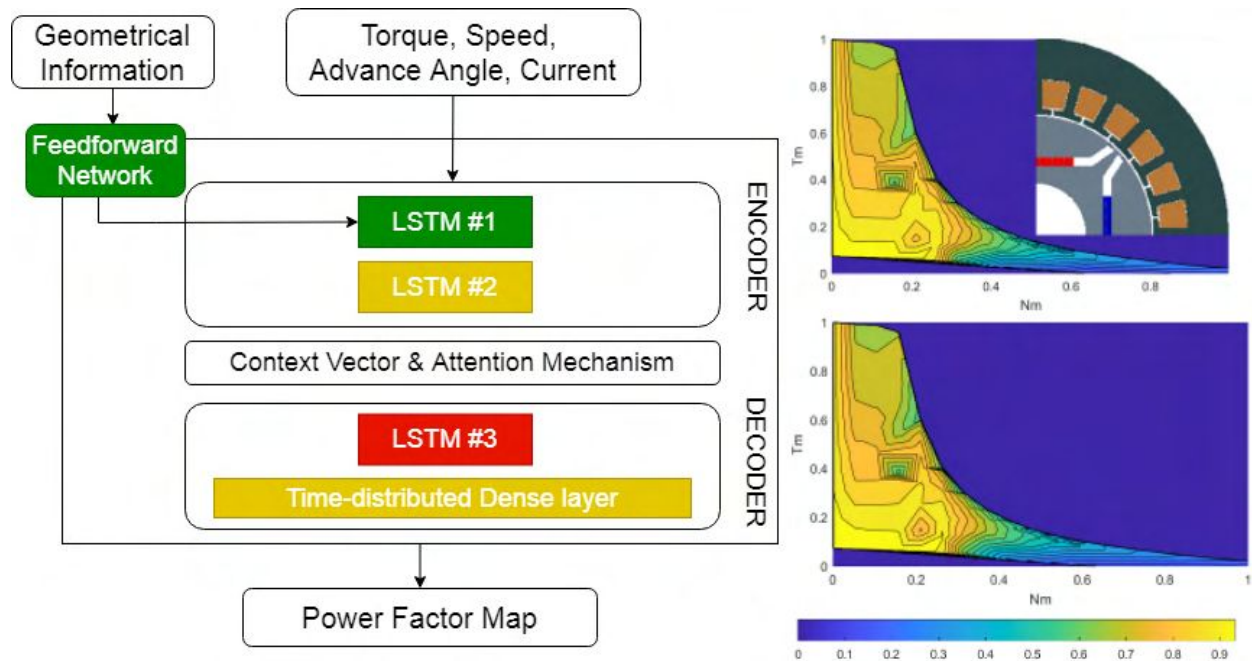 Geometrical
Information
Torque, Speed,
Advance Angle, Current
Feedforward
Network
LSTM #1
LSTM #2
ENCODER
Context Vector & Attention Mechanism
LSTM #3
Time-distributed Dense layer
DECODER
Power Factor Map
1
0.8
0.6
0.4
0.2
0
Tm
0
0.2
0.4
0.6
0.8
Nm
1
0.8
0.6
0.4
0.2
0
Tm
0
0.2
0.4
0.6
0.8
1
Nm
0
0.1
0.2
0.3
0.4
0.5
0.6
0.7
0.8
0.9